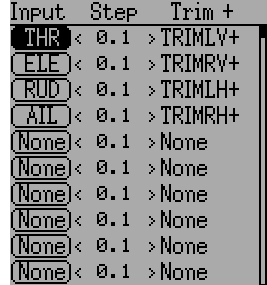 Input Step Trim +
THR < 0.1 > TRIMLV+
ELE < 0.1 > TRIMRV+
RUD < 0.1 > TRIMLH+
AIL < 0.1 > TRIMRH+
None < 0.1 > None
None < 0.1 > None
None < 0.1 > None
None < 0.1 > None
None < 0.1 > None
None < 0.1 > None